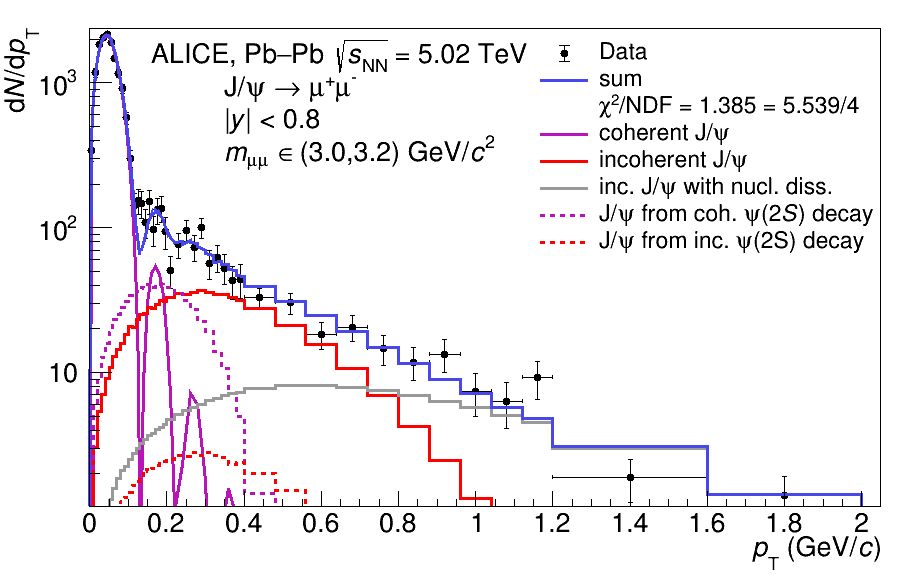 dN/dp_T
10³
10²
10
ALICE, Pb–Pb √s_NN = 5.02 TeV
J/ψ → μ⁺μ⁻
|y| < 0.8
m_μμ ∈ (3.0,3.2) GeV/c²
Data
sum
χ²/NDF = 1.385 = 5.539/4
coherent J/ψ
incoherent J/ψ
inc. J/ψ with nucl. diss.
J/ψ from coh. ψ(2S) decay
J/ψ from inc. ψ(2S) decay
0 0.2 0.4 0.6 0.8 1 1.2 1.4 1.6 1.8 2
p_T (GeV/c)